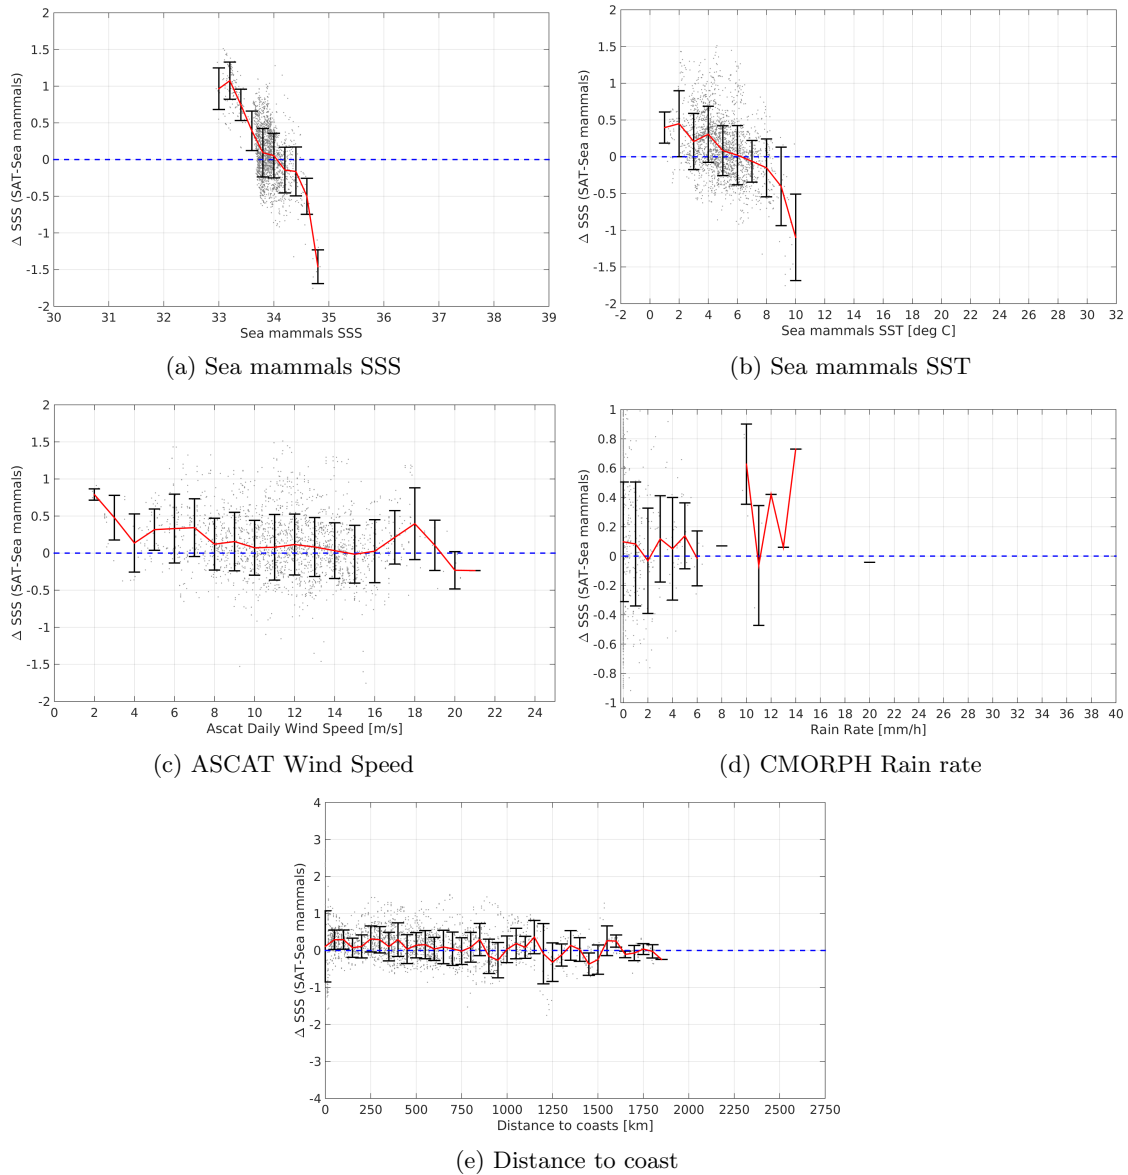 2
1.5
1
0.5
0
-0.5
-1
-1.5
-2
Δ SSS (SAT-Sea mammals)
30 31 32 33 34 35 36 37 38 39
Sea mammals SSS
(a) Sea mammals SSS
2
1.5
1
0.5
0
-0.5
-1
-1.5
-2
Δ SSS (SAT-Sea mammals)
-2 0 2 4 6 8 10 12 14 16 18 20 22 24 26 28 30 32
Sea mammals SST [deg C]
(b) Sea mammals SST
2
1.5
1
0.5
0
-0.5
-1
-1.5
-2
Δ SSS (SAT-Sea mammals)
0 2 4 6 8 10 12 14 16 18 20 22 24
Ascat Daily Wind Speed [m/s]
(c) ASCAT Wind Speed
1
0.8
0.6
0.4
0.2
0
-0.2
-0.4
-0.6
-0.8
-1
Δ SSS (SAT-Sea mammals)
0 2 4 6 8 10 12 14 16 18 20 22 24 26 28 30 32 34 36 38 40
Rain Rate [mm/h]
(d) CMORPH Rain rate
4
3
2
1
0
-1
-2
-3
-4
Δ SSS (SAT-Sea mammals)
0 250 500 750 1000 1250 1500 1750 2000 2250 2500 2750
Distance to coasts [km]
(e) Distance to coast